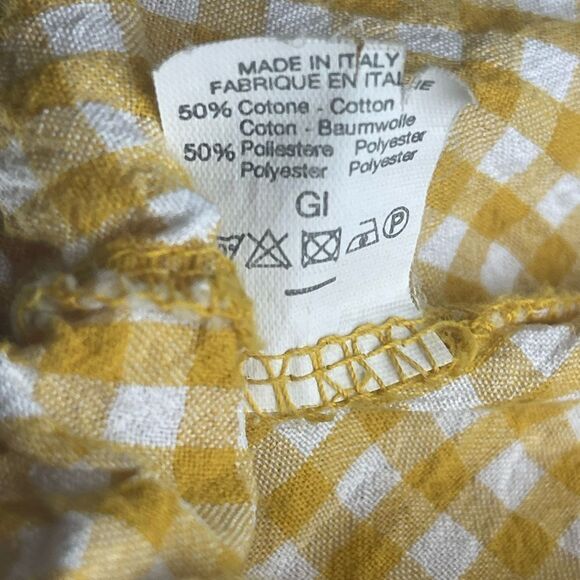 MADE IN ITALY
FABRIQUE EN ITALIE
50% Cotone - Cotton
Coton - Baumwolle
50% Poliestere Polyester
Polyester Polyester
GI
P